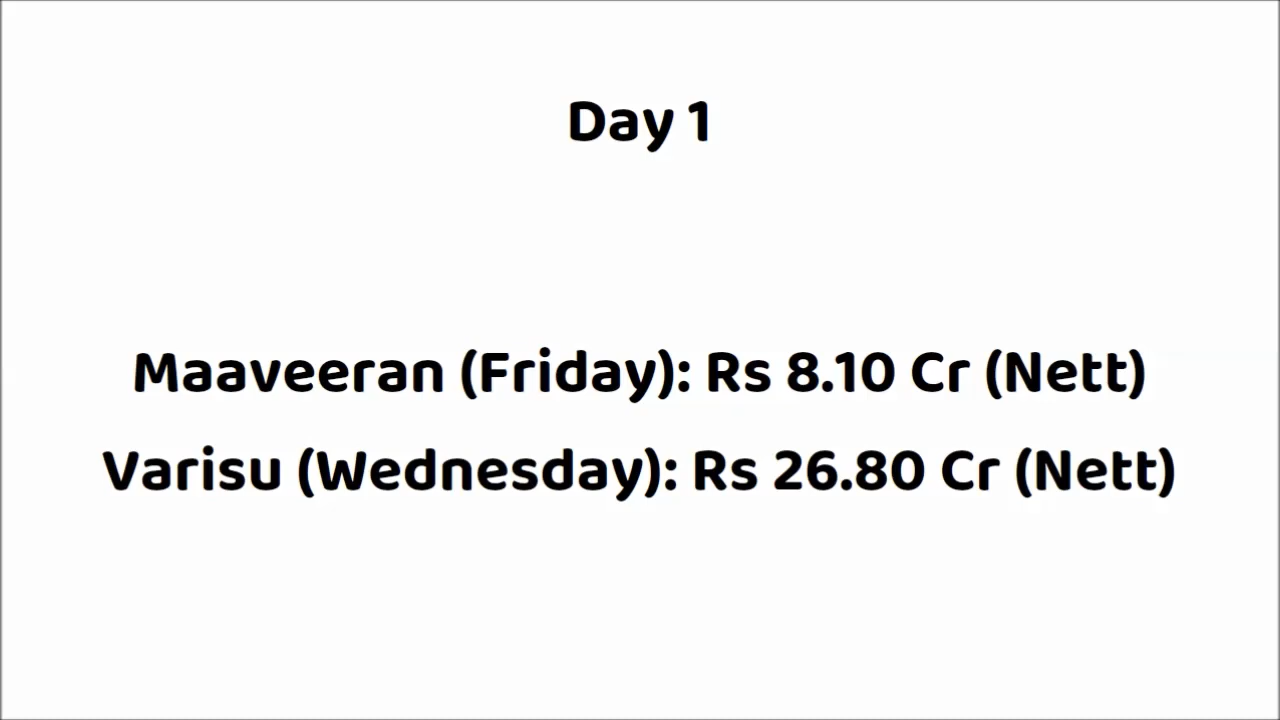 Day 1
Maaveeran (Friday): Rs 8.10 Cr (Nett)
Varisu (Wednesday): Rs 26.80 Cr (Nett)